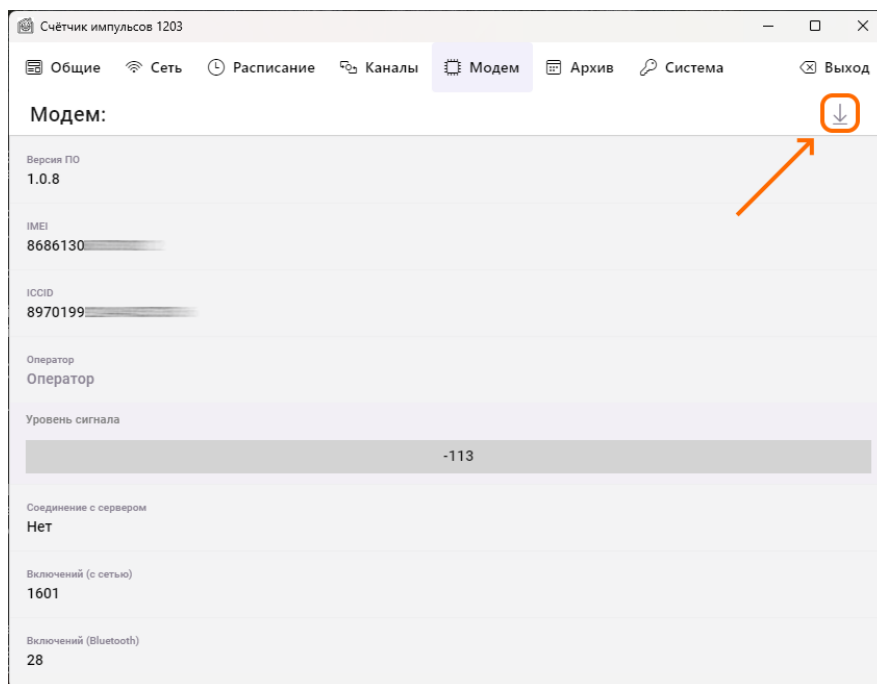 Счётчик импульсов 1203
Общие Сеть Расписание Каналы Модем Архив Система Выход
Модем:
Версия ПО
1.0.8
IMEI
8686130
ICCID
8970199
Оператор
Оператор
Уровень сигнала
-113
Соединение с сервером
Нет
Включений (с сетью)
1601
Включений (Bluetooth)
28